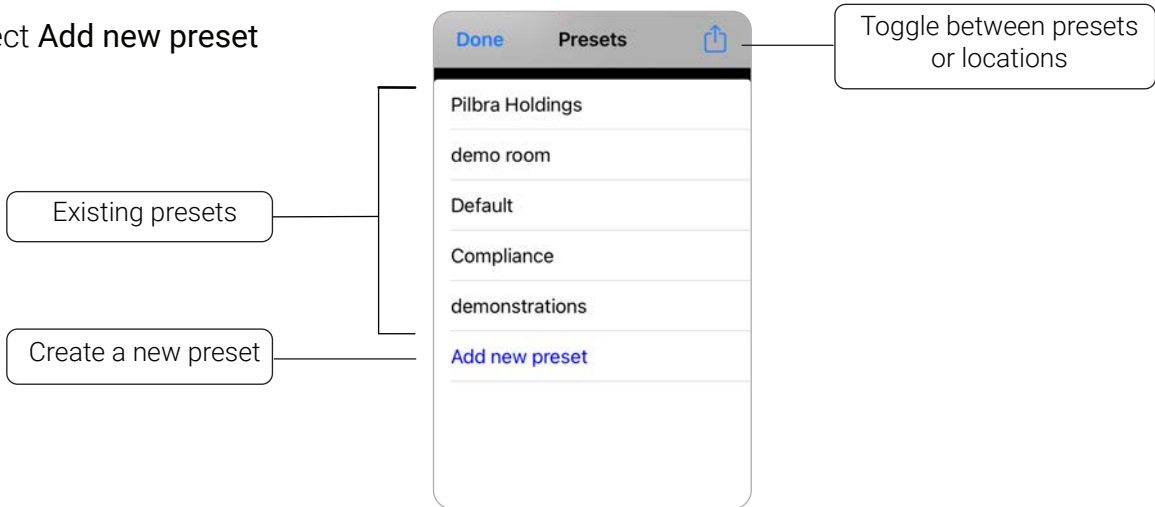 ect Add new preset
Done Presets
Toggle between presets
or locations
Pilbra Holdings
demo room
Default
Existing presets
Compliance
demonstrations
Create a new preset
Add new preset